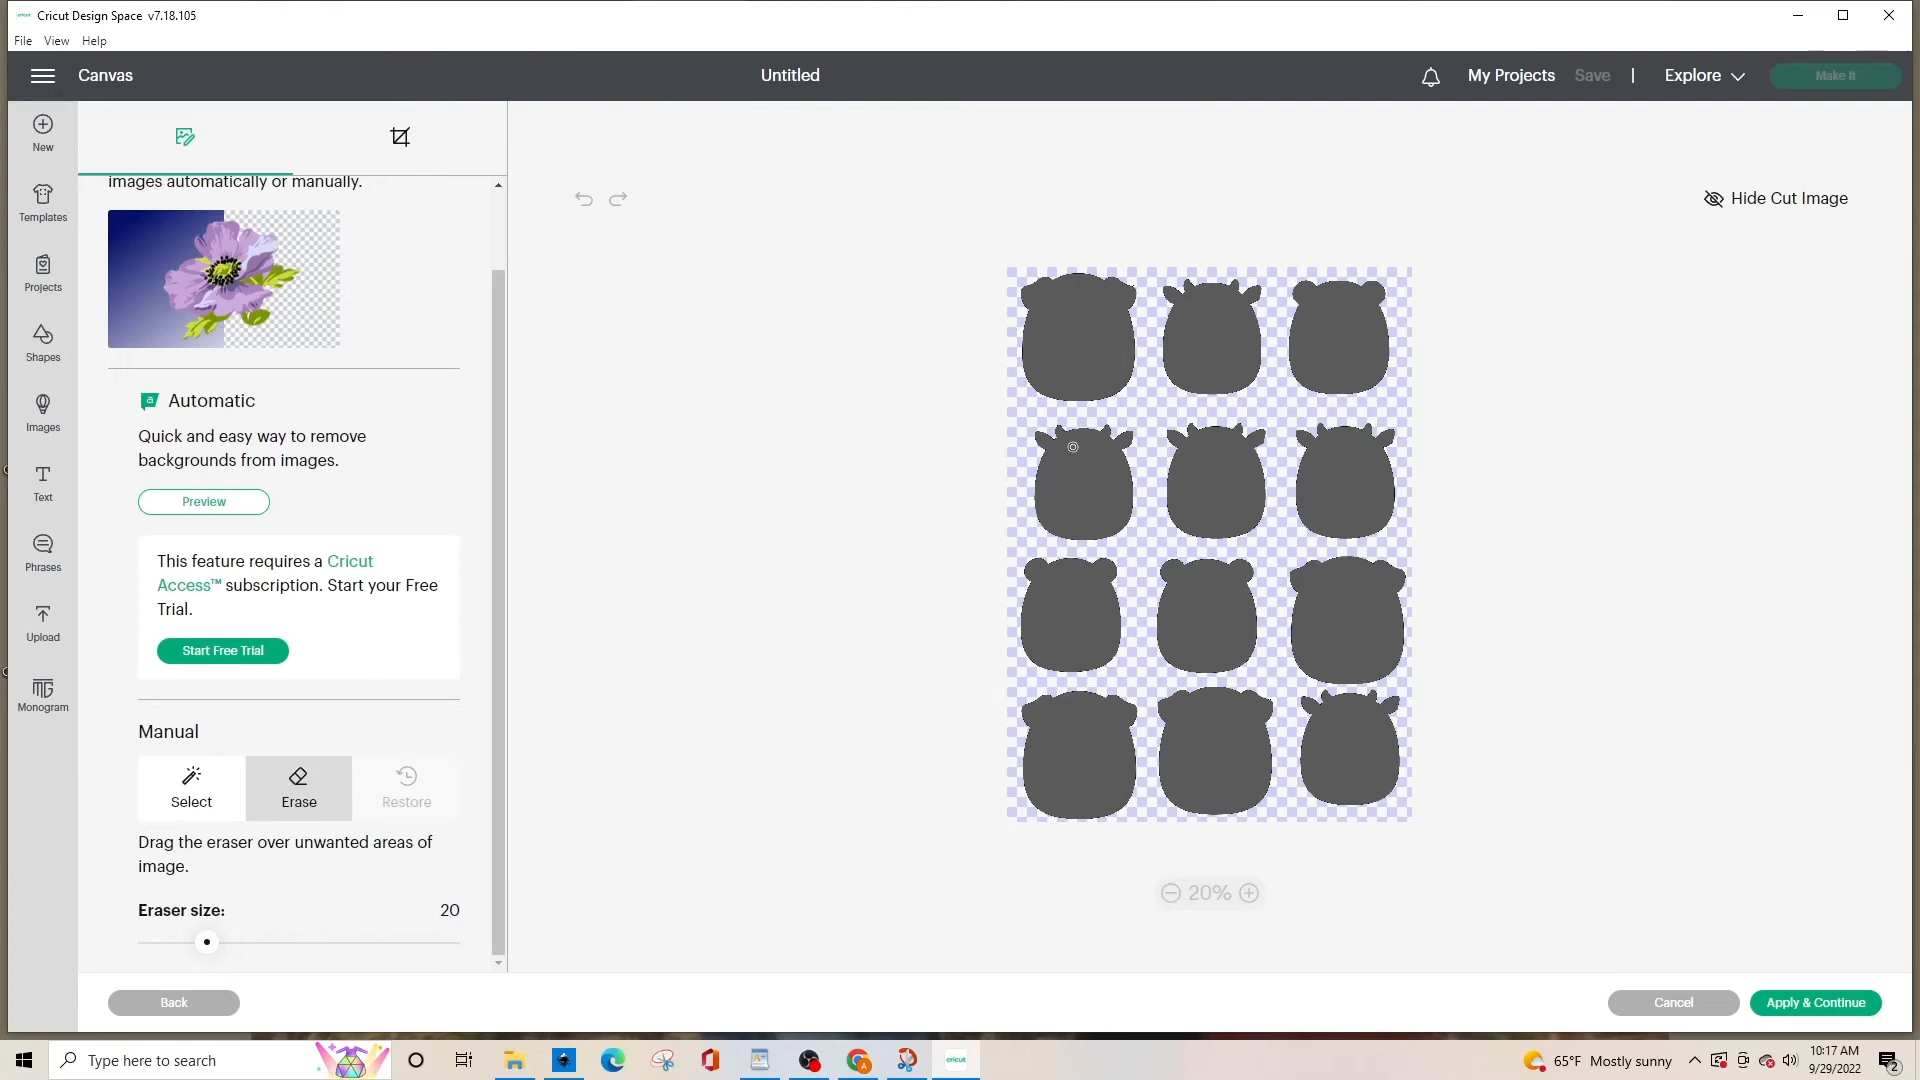 cricut Cricut Design Space v7.18.105
File View Help
Canvas
Untitled
My Projects Save | Explore Make It
New
Templates
Projects
Shapes
Images
Text
Phrases
Upload
Monogram
images automatically or manually.
a Automatic
Quick and easy way to remove
backgrounds from images.
Preview
This feature requires a Cricut
Access™ subscription. Start your Free
Trial.
Start Free Trial
Manual
Select Erase Restore
Drag the eraser over unwanted areas of
image.
Eraser size: 20
Hide Cut Image
20%
Back
Cancel
Apply & Continue
Type here to search
cricut
65°F Mostly sunny
10:17 AM
9/29/2022
2